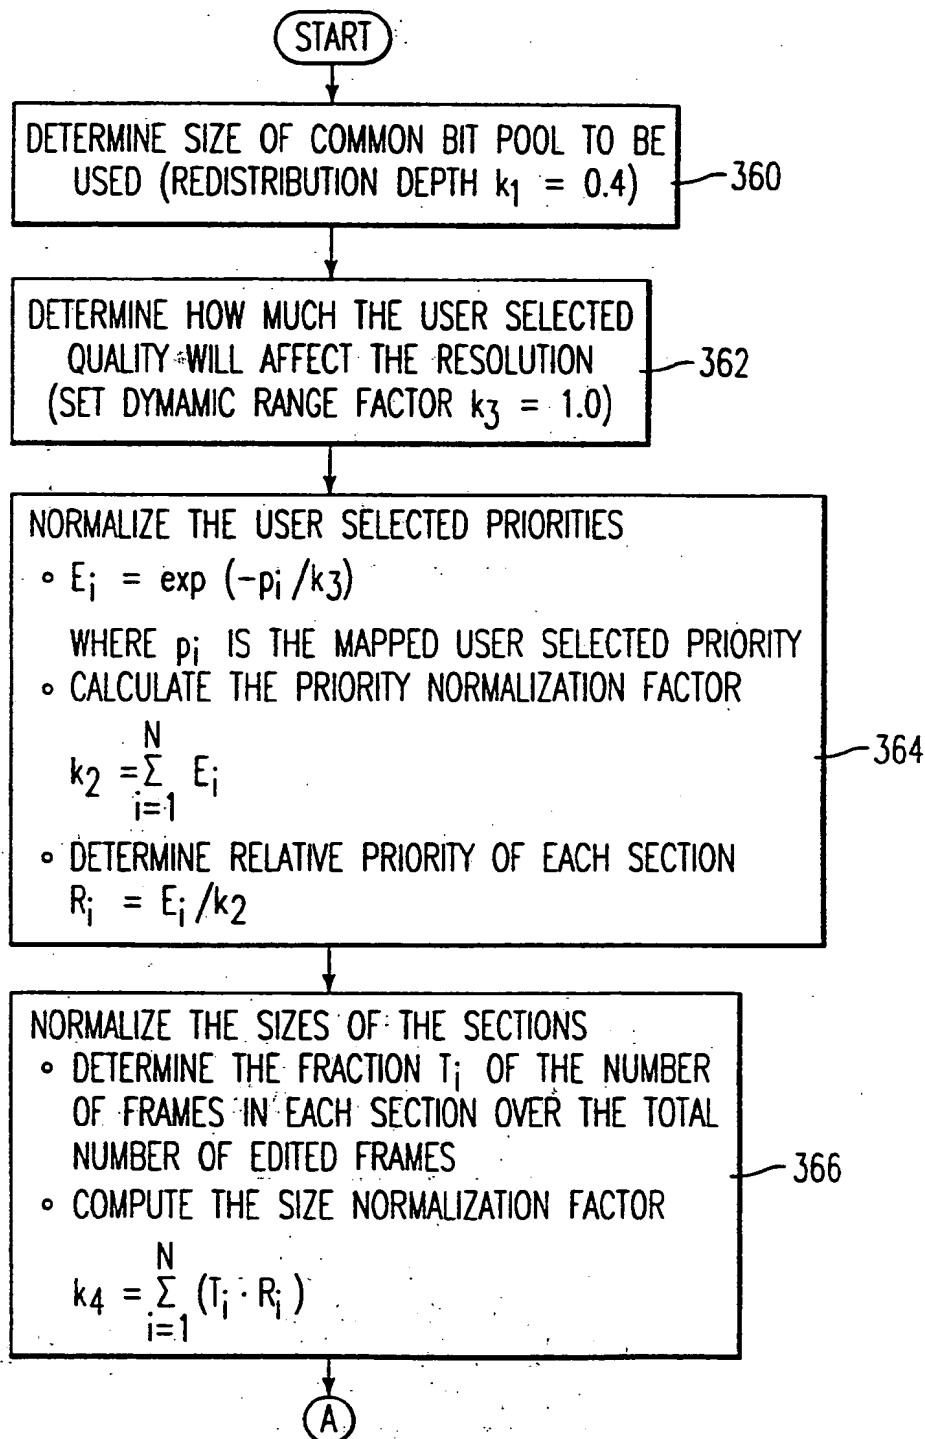 START
DETERMINE SIZE OF COMMON BIT POOL TO BE
USED (REDISTRIBUTION DEPTH k1 = 0.4)
360
DETERMINE HOW MUCH THE USER SELECTED
QUALITY WILL AFFECT THE RESOLUTION
(SET DYMAMIC RANGE FACTOR k3 = 1.0)
362
NORMALIZE THE USER SELECTED PRIORITIES
∘ Ei = exp (-pi/k3)
WHERE pi IS THE MAPPED USER SELECTED PRIORITY
∘ CALCULATE THE PRIORITY NORMALIZATION FACTOR
N
k2 = Σ Ei
i=1
364
∘ DETERMINE RELATIVE PRIORITY OF EACH SECTION
Ri = Ei/k2
NORMALIZE THE SIZES OF THE SECTIONS
∘ DETERMINE THE FRACTION Ti OF THE NUMBER
OF FRAMES IN EACH SECTION OVER THE TOTAL
NUMBER OF EDITED FRAMES
366
∘ COMPUTE THE SIZE NORMALIZATION FACTOR
N
k4 = Σ (Ti · Ri)
i=1
A